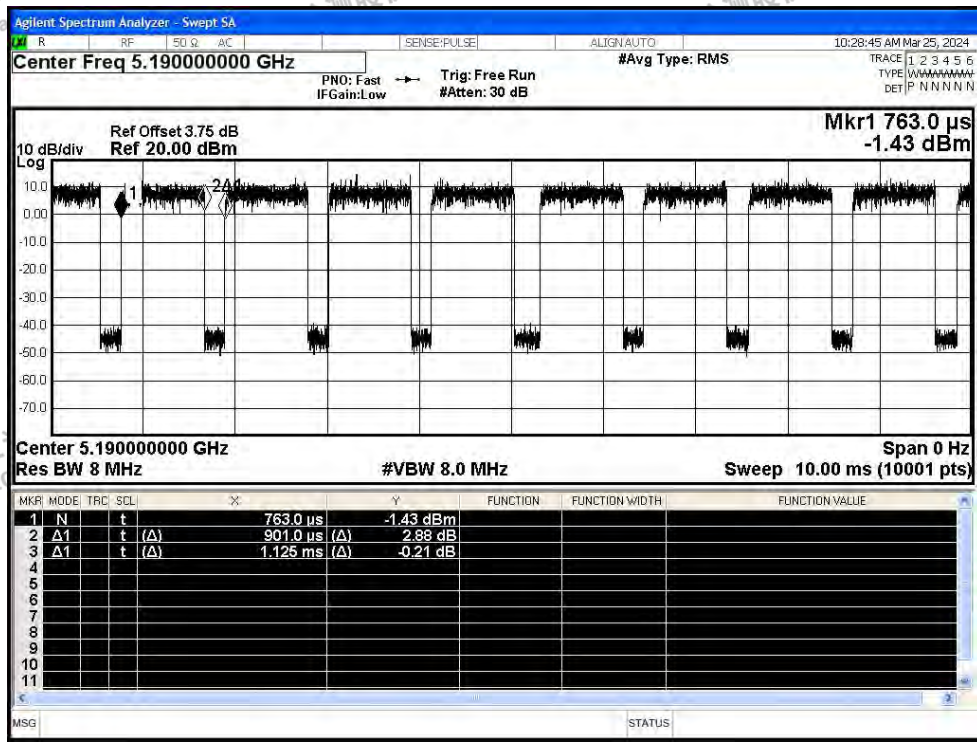 Agilent Spectrum Analyzer - Swept SA
R RF 50 Ω AC SENSE:PULSE ALIGN AUTO 10:28:45 AM Mar 25, 2024
Center Freq 5.190000000 GHz #Avg Type: RMS TRACE 1 2 3 4 5 6
PNO: Fast Trig: Free Run TYPE WWWWWW
IFGain:Low #Atten: 30 dB DET P N N N N N
Mkr1 763.0 µs
Ref Offset 3.75 dB
10 dB/div Ref 20.00 dBm -1.43 dBm
Log
10.0
1 2Δ1
0.00
-10.0
-20.0
-30.0
-40.0
-50.0
-60.0
-70.0
Center 5.190000000 GHz Span 0 Hz
Res BW 8 MHz #VBW 8.0 MHz Sweep 10.00 ms (10001 pts)
MKR MODE TRC SCL X Y FUNCTION FUNCTION WIDTH FUNCTION VALUE
1 N t 763.0 µs -1.43 dBm
2 Δ1 t (Δ) 901.0 µs (Δ) 2.88 dB
3 Δ1 t (Δ) 1.125 ms (Δ) -0.21 dB
4
5
6
7
8
9
10
11
MSG STATUS